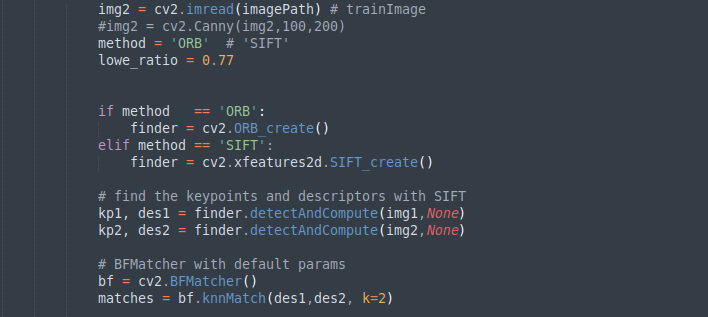 img2 = cv2.imread(imagePath) # trainImage
#img2 = cv2.Canny(img2,100,200)
method = 'ORB'  # 'SIFT'
lowe_ratio = 0.77
if method   == 'ORB':
    finder = cv2.ORB_create()
elif method == 'SIFT':
    finder = cv2.xfeatures2d.SIFT_create()
# find the keypoints and descriptors with SIFT
kp1, des1 = finder.detectAndCompute(img1,None)
kp2, des2 = finder.detectAndCompute(img2,None)
# BFMatcher with default params
bf = cv2.BFMatcher()
matches = bf.knnMatch(des1,des2, k=2)